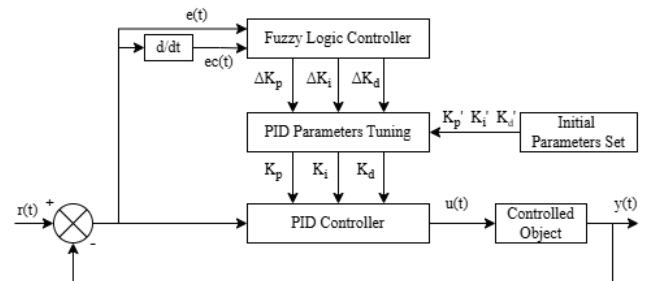 e(t)
Fuzzy Logic Controller
d/dt
ec(t)
ΔKp ΔKi ΔKd
Kp' Ki' Kd'
PID Parameters Tuning
Initial
Parameters Set
Kp Ki Kd
r(t)
+
-
PID Controller
u(t)
Controlled
Object
y(t)